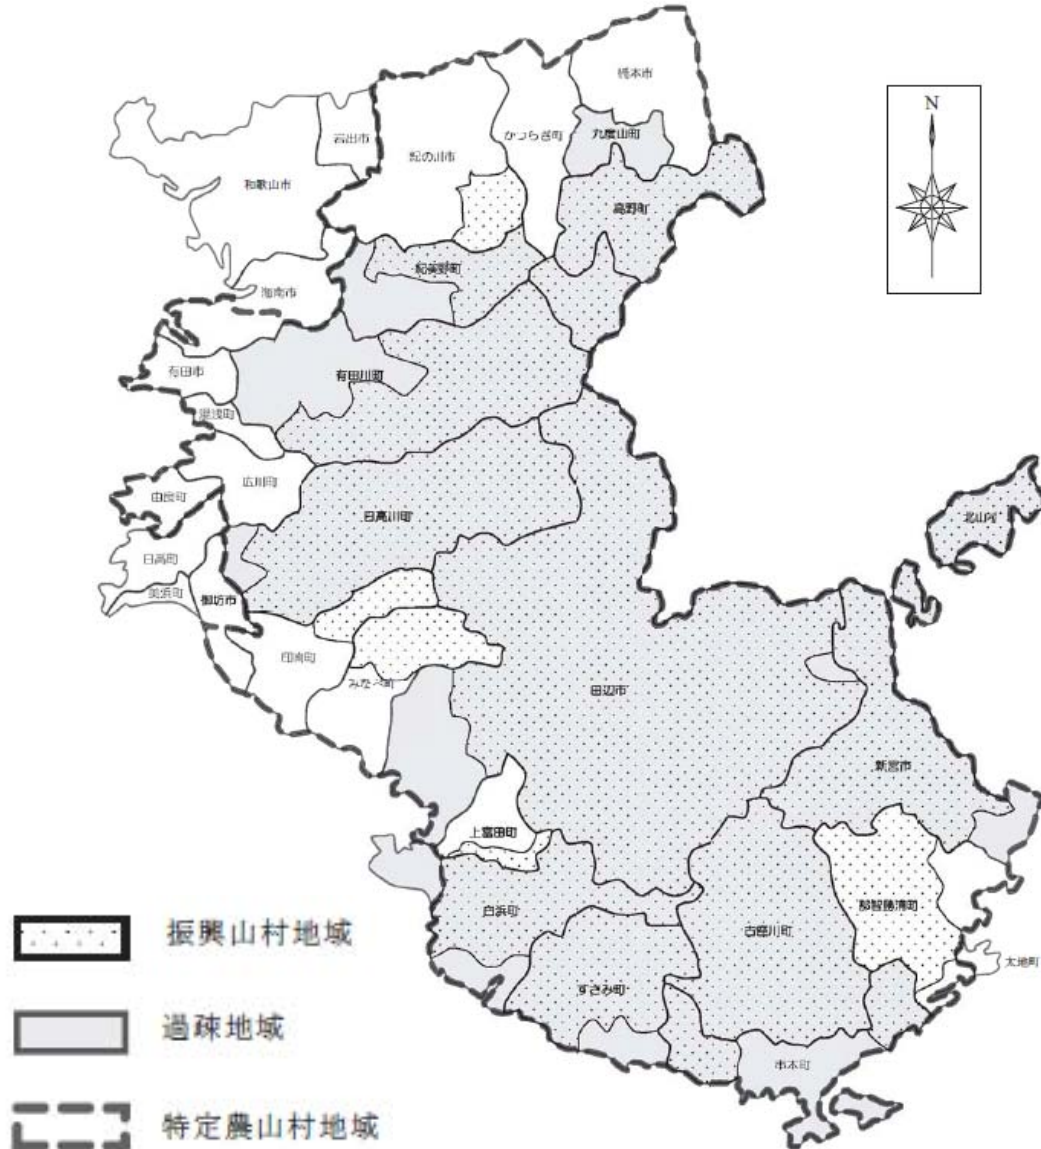 橋本市
N
岩出市
かつらぎ町
九度山町
紀の川市
和歌山市
高野町
紀美野町
海南市
有田市
有田川町
湯浅町
広川町
由良町
日高川町
北山村
日高町
美浜町
御坊市
印南町
みなべ町
田辺市
新宮市
上富田町
白浜町
那智勝浦町
古座川町
太地町
すさみ町
串本町
振興山村地域
過疎地域
特定農山村地域